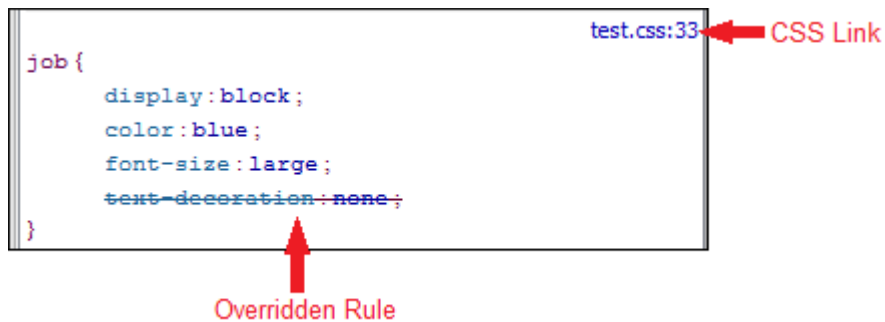 test.css:33
CSS Link
job{
display:block;
color:blue;
font-size:large;
text-decoration:none;
}
Overridden Rule